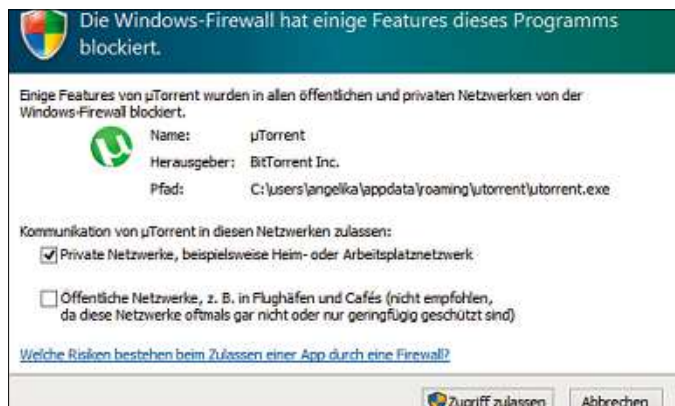 Die Windows-Firewall hat einige Features dieses Programms
blockiert.
Einige Features von µTorrent wurden in allen öffentlichen und privaten Netzwerken von der
Windows-Firewall blockiert.
Name: µTorrent
Herausgeber: BitTorrent Inc.
Pfad: C:\users\angelika\appdata\roaming\utorrent\utorrent.exe
Kommunikation von µTorrent in diesen Netzwerken zulassen:
Private Netzwerke, beispielsweise Heim- oder Arbeitsplatznetzwerk
Öffentliche Netzwerke, z. B. in Flughäfen und Cafés (nicht empfohlen,
da diese Netzwerke oftmals gar nicht oder nur geringfügig geschützt sind)
Welche Risiken bestehen beim Zulassen einer App durch eine Firewall?
Zugriff zulassen Abbrechen